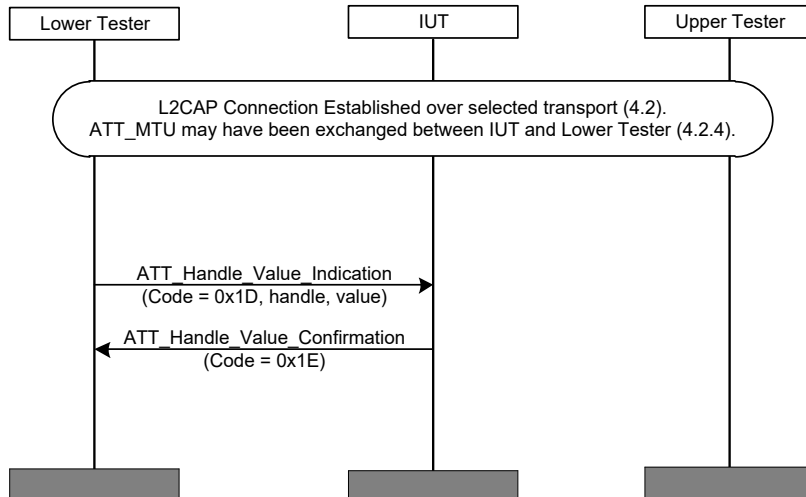 Lower Tester
IUT
Upper Tester
L2CAP Connection Established over selected transport (4.2).
ATT_MTU may have been exchanged between IUT and Lower Tester (4.2.4).
ATT_Handle_Value_Indication
(Code = 0x1D, handle, value)
ATT_Handle_Value_Confirmation
(Code = 0x1E)